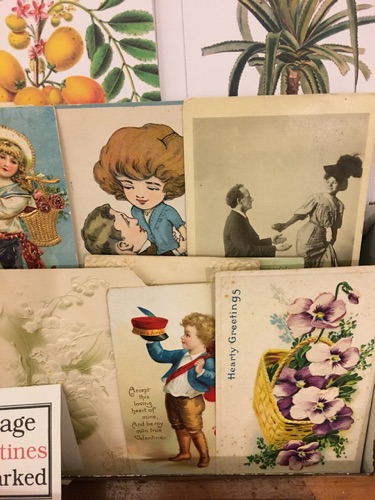 Hearty Greetings
Accept
this
loving
heart of
mine,
And be my
own true
Valentine.
age
tines
arked